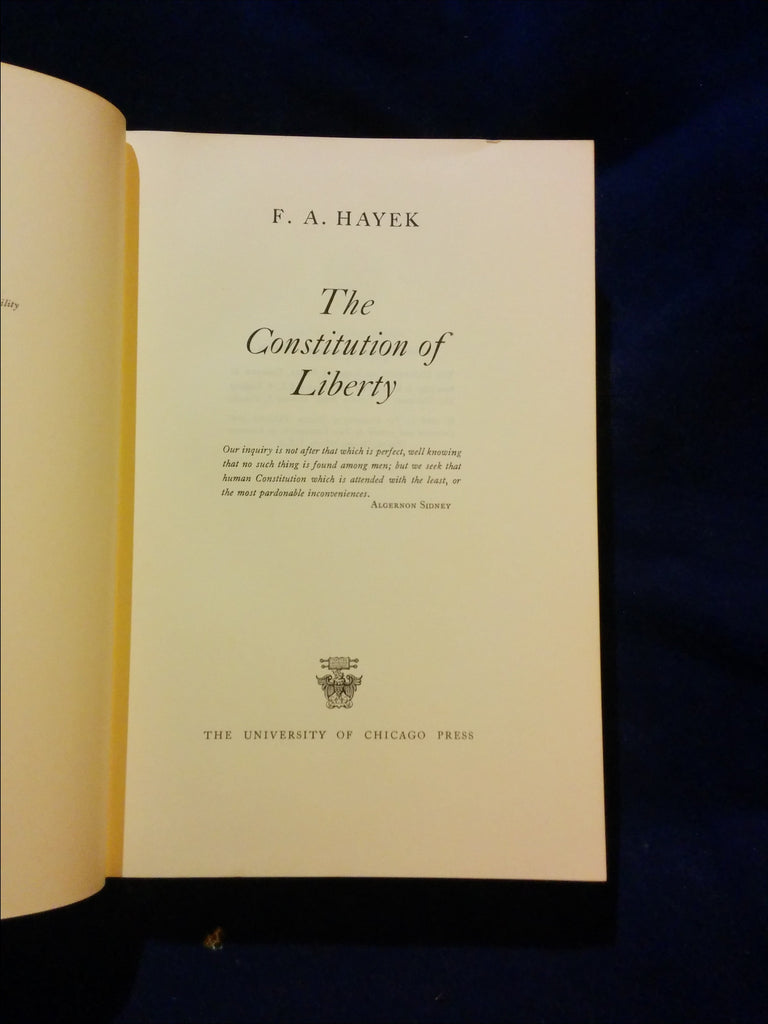 ility
F. A. HAYEK
The
Constitution of
Liberty
Our inquiry is not after that which is perfect, well knowing
that no such thing is found among men; but we seek that
human Constitution which is attended with the least, or
the most pardonable inconveniences.
ALGERNON SIDNEY
THE UNIVERSITY OF CHICAGO PRESS